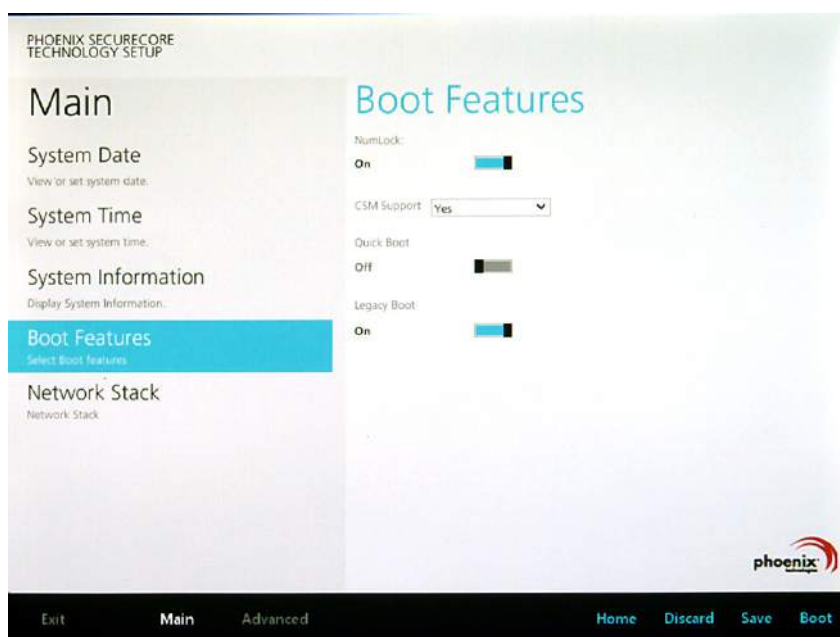 PHOENIX SECURECORE
TECHNOLOGY SETUP
Main
System Date
View or set system date.
System Time
View or set system time.
System Information
Display System Information.
Boot Features
Select Boot features
Network Stack
Network Stack
Boot Features
NumLock:
On
CSM Support Yes
Quick Boot
Off
Legacy Boot
On
phoenix
technologies
Exit Main Advanced Home Discard Save Boot